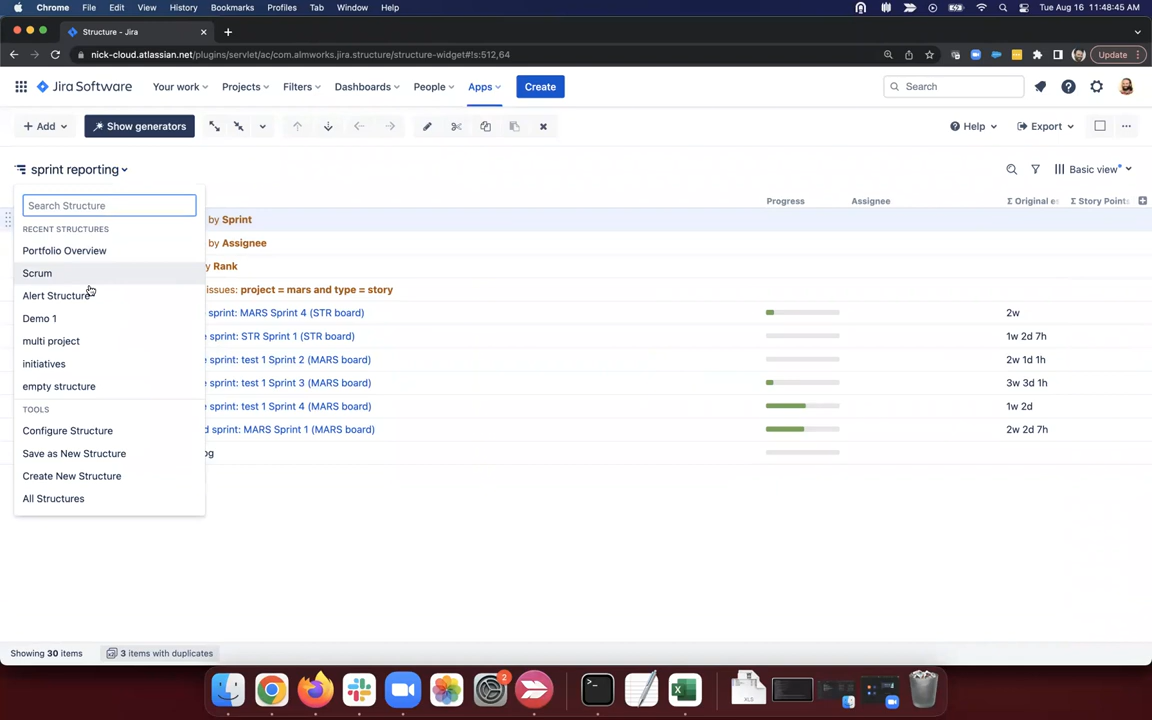 Chrome File Edit View History Bookmarks Profiles Tab Window Help Tue Aug 16 11:48:45 AM
Structure - Jira
nick-cloud.atlassian.net/plugins/servlet/ac/com.almworks.jira.structure/structure-widget#!s:512,64 Update
Jira Software Your work Projects Filters Dashboards Apps People Create Search
+ Add Show generators Help Export
sprint reporting Basic view
Search Structure Progress Assignee Σ Original e Σ Story Points
by Sprint
RECENT STRUCTURES
by Assignee
Portfolio Overview
y Rank
Scrum
issues: project = mars and type = story
Alert Structure
sprint: MARS Sprint 4 (STR board) 2w
Demo 1
e sprint: STR Sprint 1 (STR board) 1w 2d 7h
multi project
e sprint: test 1 Sprint 2 (MARS board) 2w 1d 1h
initiatives
e sprint: test 1 Sprint 3 (MARS board) 3w 3d 1h
empty structure
e sprint: test 1 Sprint 4 (MARS board) 1w 2d
TOOLS
Configure Structure
d sprint: MARS Sprint 1 (MARS board) 2w 2d 7h
Save as New Structure
og
Create New Structure
All Structures
Showing 30 items 3 items with duplicates
2
XLS